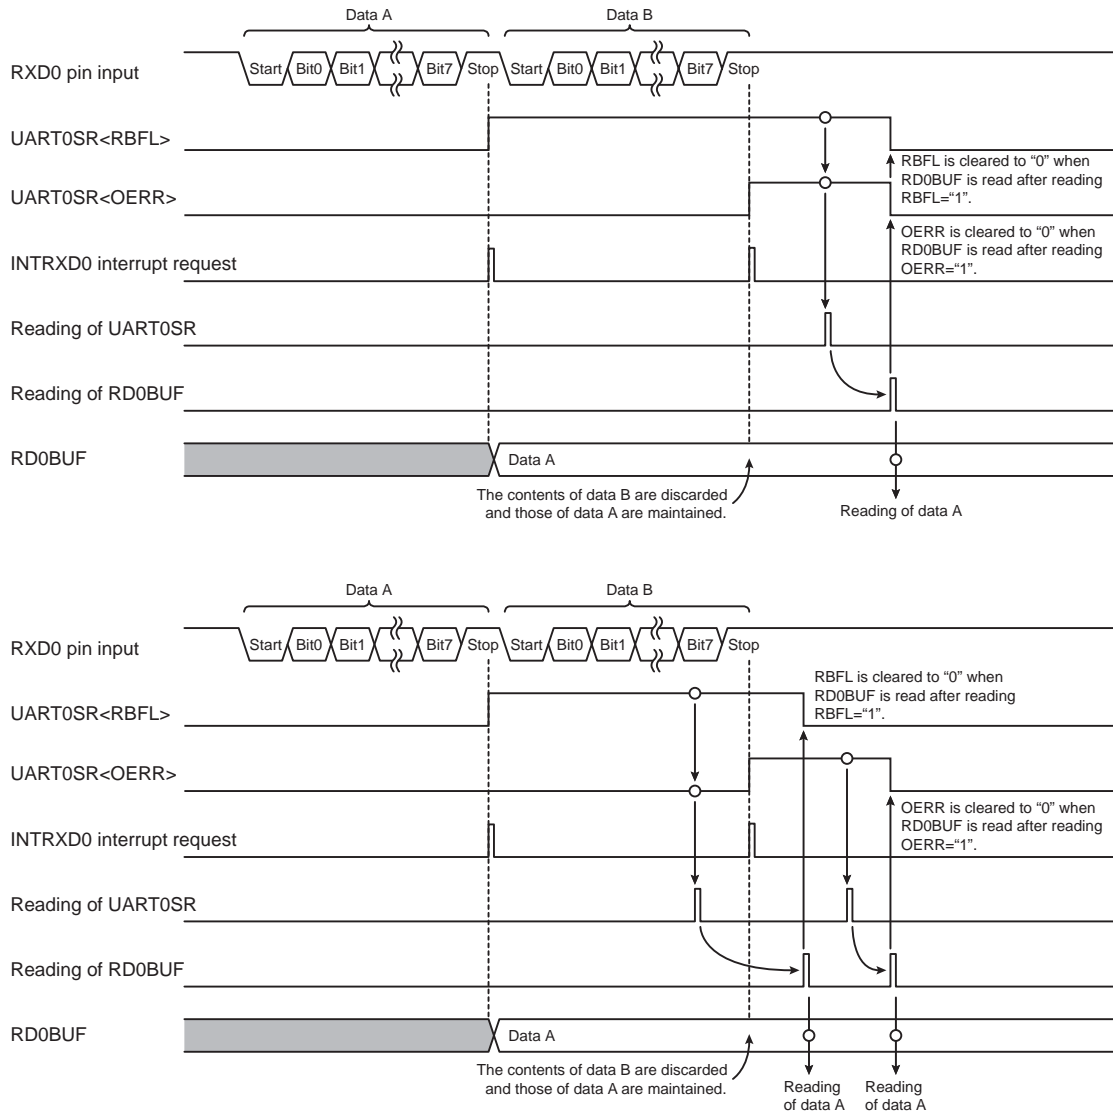 Data A
Data B
RXD0 pin input
Start Bit0 Bit1 Bit7 Stop Start Bit0 Bit1 Bit7 Stop
UART0SR<RBFL>
RBFL is cleared to “0” when
RD0BUF is read after reading
RBFL=“1”.
UART0SR<OERR>
OERR is cleared to “0” when
RD0BUF is read after reading
OERR=“1”.
INTRXD0 interrupt request
Reading of UART0SR
Reading of RD0BUF
RD0BUF
Data A
The contents of data B are discarded
and those of data A are maintained.
Reading of data A
Data A
Data B
RXD0 pin input
Start Bit0 Bit1 Bit7 Stop Start Bit0 Bit1 Bit7 Stop
RBFL is cleared to “0” when
RD0BUF is read after reading
RBFL=“1”.
UART0SR<RBFL>
UART0SR<OERR>
OERR is cleared to “0” when
RD0BUF is read after reading
OERR=“1”.
INTRXD0 interrupt request
Reading of UART0SR
Reading of RD0BUF
RD0BUF
Data A
The contents of data B are discarded
and those of data A are maintained.
Reading
of data A
Reading
of data A